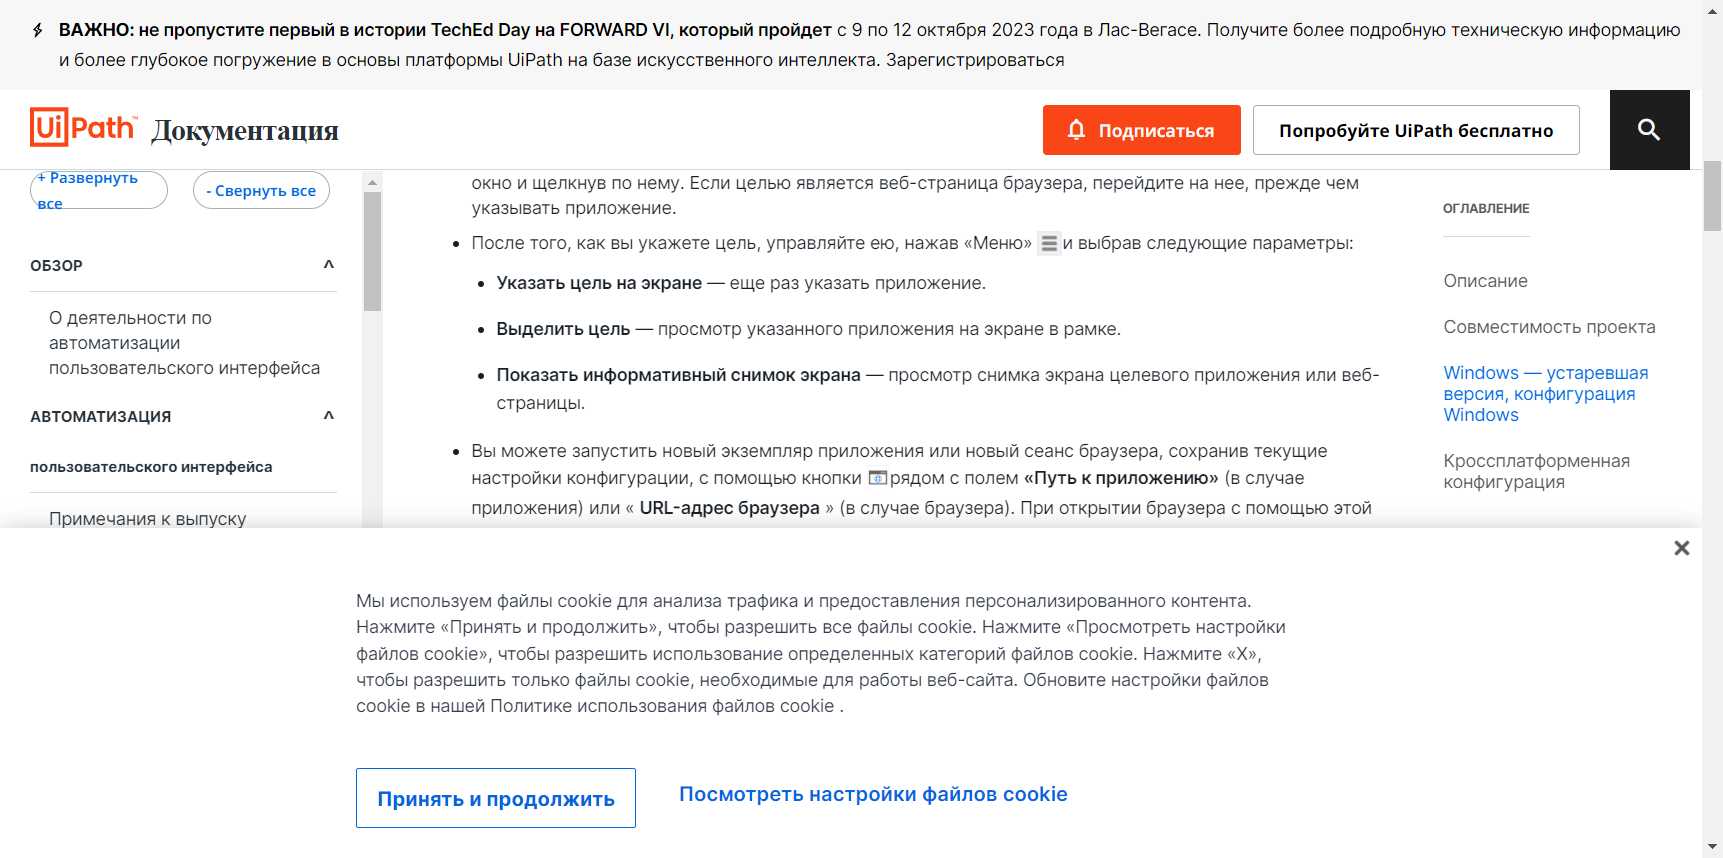 ВАЖНО: не пропустите первый в истории TechEd Day на FORWARD VI, который пройдет с 9 по 12 октября 2023 года в Лас-Вегасе. Получите более подробную техническую информацию
и более глубокое погружение в основы платформы UiPath на базе искусственного интеллекта. Зарегистрироваться
UiPath™ Документация
Подписаться
Попробуйте UiPath бесплатно
+ Развернуть
все
- Свернуть все
ОБЗОР
О деятельности по
автоматизации
пользовательского интерфейса
АВТОМАТИЗАЦИЯ
пользовательского интерфейса
Примечания к выпуску
окно и щелкнув по нему. Если целью является веб-страница браузера, перейдите на нее, прежде чем
указывать приложение.
После того, как вы укажете цель, управляйте ею, нажав «Меню» и выбрав следующие параметры:
Указать цель на экране — еще раз указать приложение.
Выделить цель — просмотр указанного приложения на экране в рамке.
Показать информативный снимок экрана — просмотр снимка экрана целевого приложения или веб-
страницы.
Вы можете запустить новый экземпляр приложения или новый сеанс браузера, сохранив текущие
настройки конфигурации, с помощью кнопки рядом с полем «Путь к приложению» (в случае
приложения) или « URL-адрес браузера » (в случае браузера). При открытии браузера с помощью этой
ОГЛАВЛЕНИЕ
Описание
Совместимость проекта
Windows — устаревшая
версия, конфигурация
Windows
Кроссплатформенная
конфигурация
Мы используем файлы cookie для анализа трафика и предоставления персонализированного контента.
Нажмите «Принять и продолжить», чтобы разрешить все файлы cookie. Нажмите «Просмотреть настройки
файлов cookie», чтобы разрешить использование определенных категорий файлов cookie. Нажмите «X»,
чтобы разрешить только файлы cookie, необходимые для работы веб-сайта. Обновите настройки файлов
cookie в нашей Политике использования файлов cookie .
Принять и продолжить
Посмотреть настройки файлов cookie